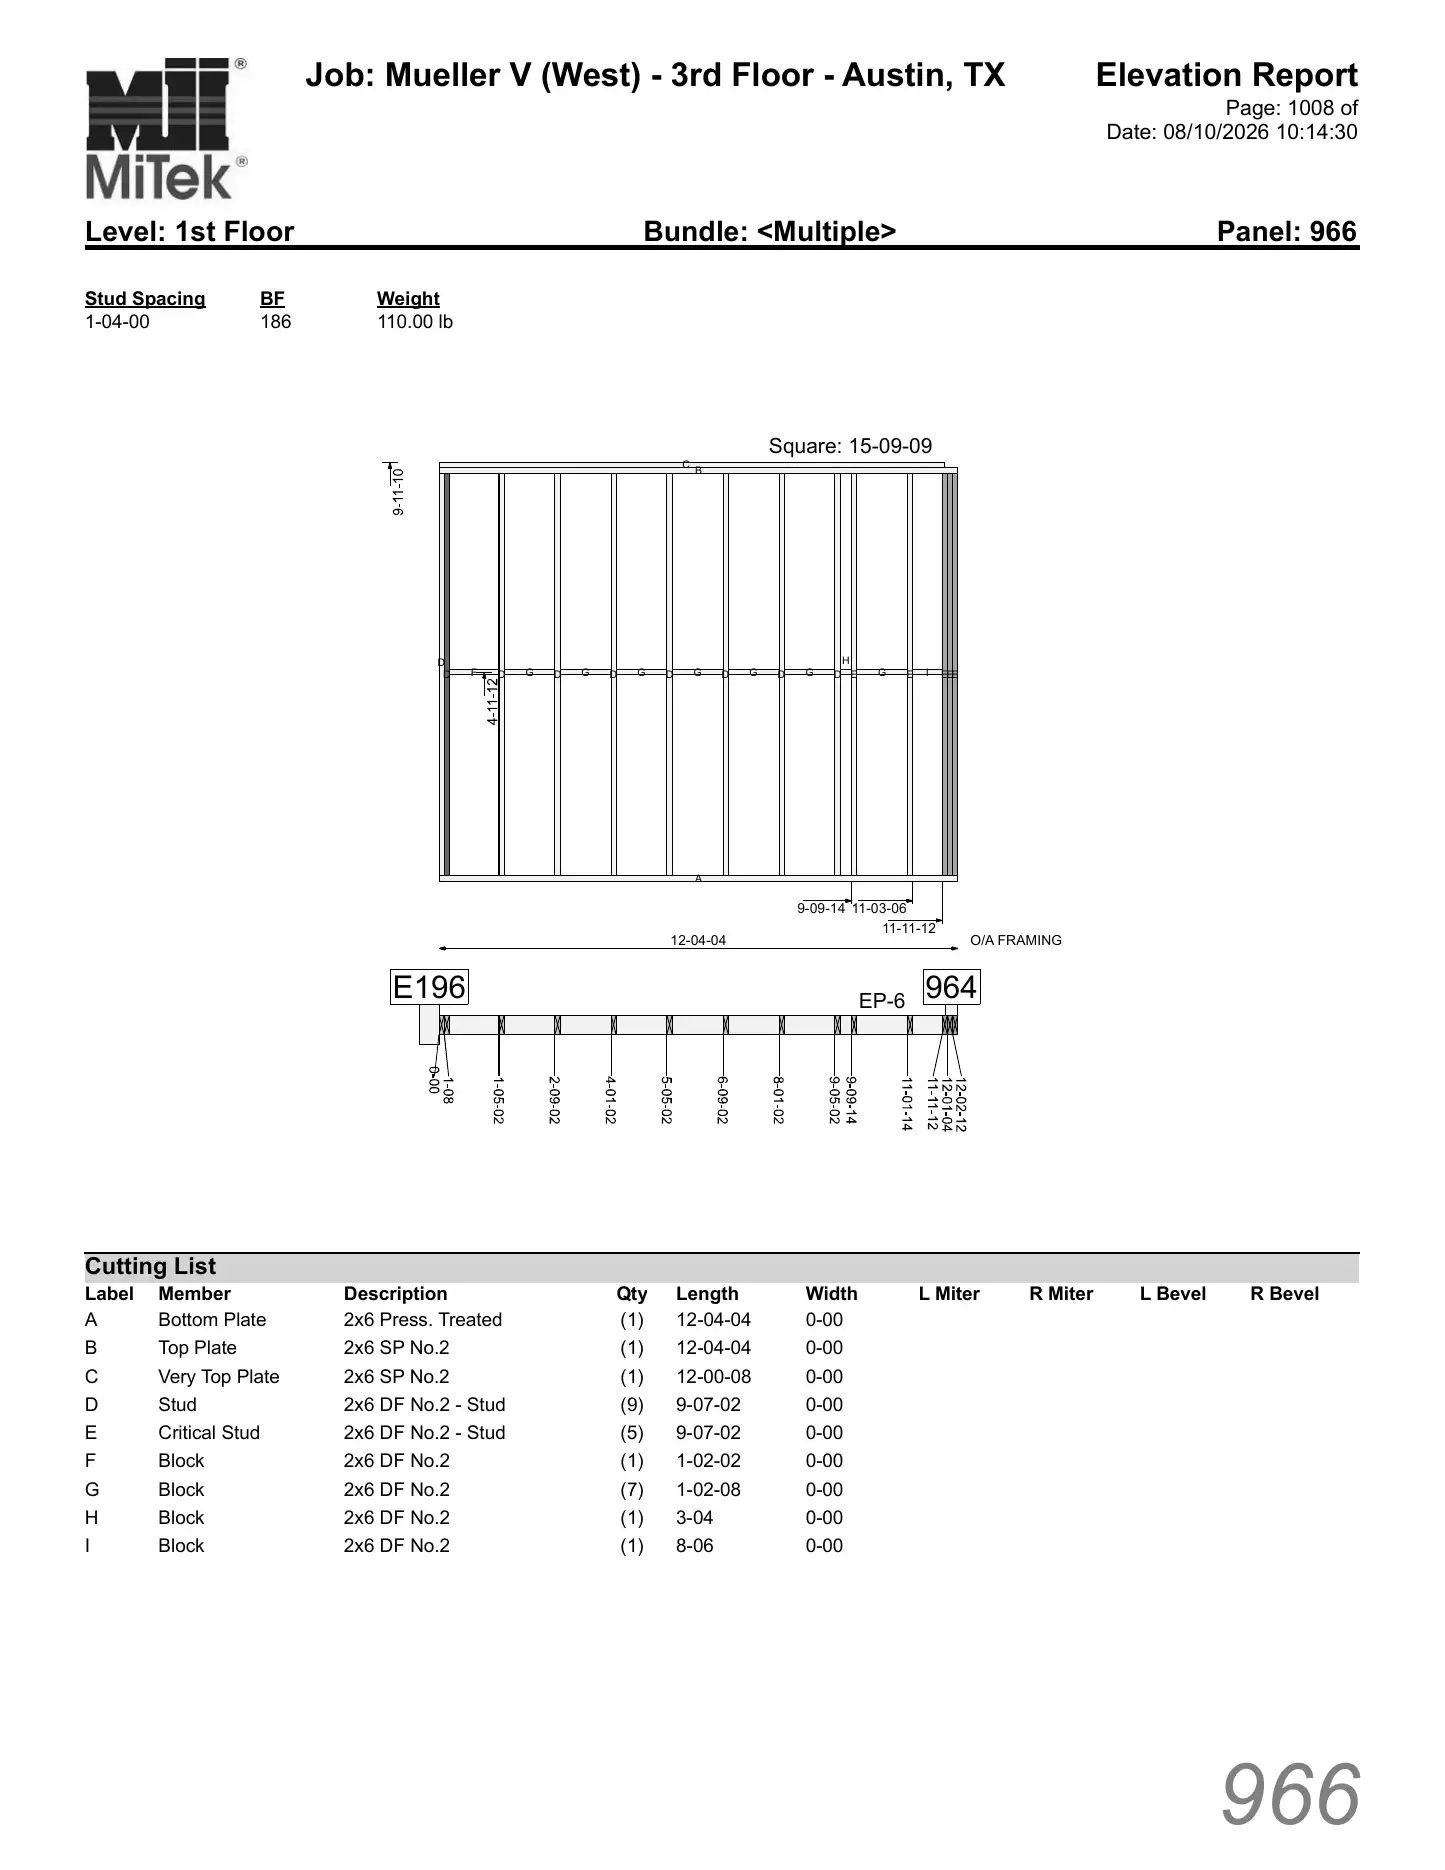 Job: Mueller V (West) - 3rd Floor - Austin, TX
Elevation Report
Page: 1008 of
Date: 08/10/2026 10:14:30
MiTek®
Level: 1st Floor
Bundle: <Multiple>
Panel: 966
Stud Spacing BF Weight
1-04-00 186 110.00 lb
Square: 15-09-09
C
B
9-11-10
D
H
D F D G D G D G D G D G D G D E G E I
4-11-12
A
9-09-14 11-03-06
11-11-12
12-04-04
O/A FRAMING
E196
964
EP-6
0-00
1-08
1-05-02
2-09-02
4-01-02
5-05-02
6-09-02
8-01-02
9-05-02
9-09-14
11-01-14
11-11-12
12-01-04
12-02-12
Cutting List
Label Member Description Qty Length Width L Miter R Miter L Bevel R Bevel
A Bottom Plate 2x6 Press. Treated (1) 12-04-04 0-00
B Top Plate 2x6 SP No.2 (1) 12-04-04 0-00
C Very Top Plate 2x6 SP No.2 (1) 12-00-08 0-00
D Stud 2x6 DF No.2 - Stud (9) 9-07-02 0-00
E Critical Stud 2x6 DF No.2 - Stud (5) 9-07-02 0-00
F Block 2x6 DF No.2 (1) 1-02-02 0-00
G Block 2x6 DF No.2 (7) 1-02-08 0-00
H Block 2x6 DF No.2 (1) 3-04 0-00
I Block 2x6 DF No.2 (1) 8-06 0-00
966